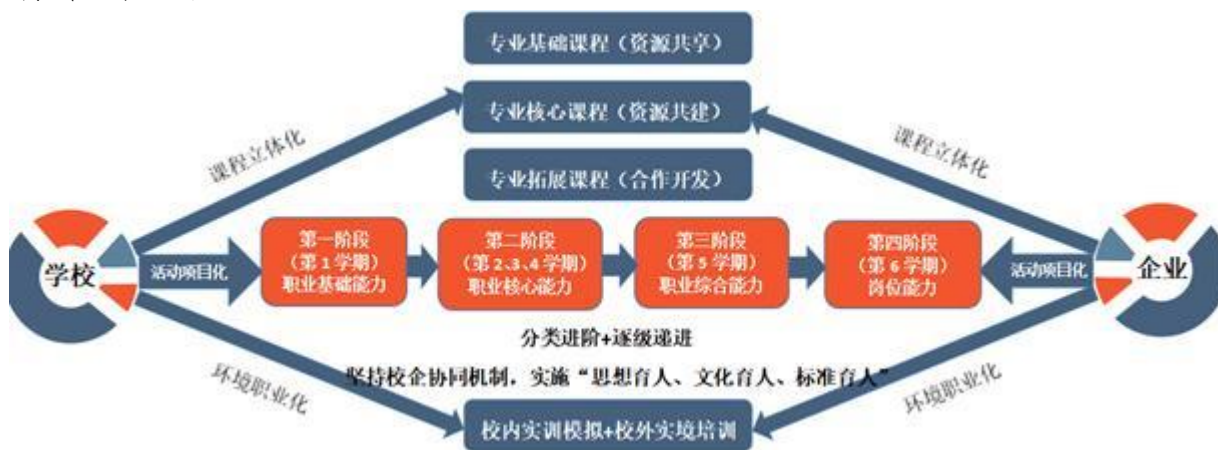 专业基础课程（资源共享）
专业核心课程（资源共建）
专业拓展课程（合作开发）
课程立体化
课程立体化
学校
活动项目化
第一阶段
（第1学期）
职业基础能力
第二阶段
（第2、3、4学期）
职业核心能力
第三阶段
（第5学期）
职业综合能力
第四阶段
（第6学期）
岗位能力
活动项目化
企业
分类进阶+逐级递进
坚持校企协同机制，实施“思想育人、文化育人、标准育人”
环境职业化
环境职业化
校内实训模拟+校外实境培训